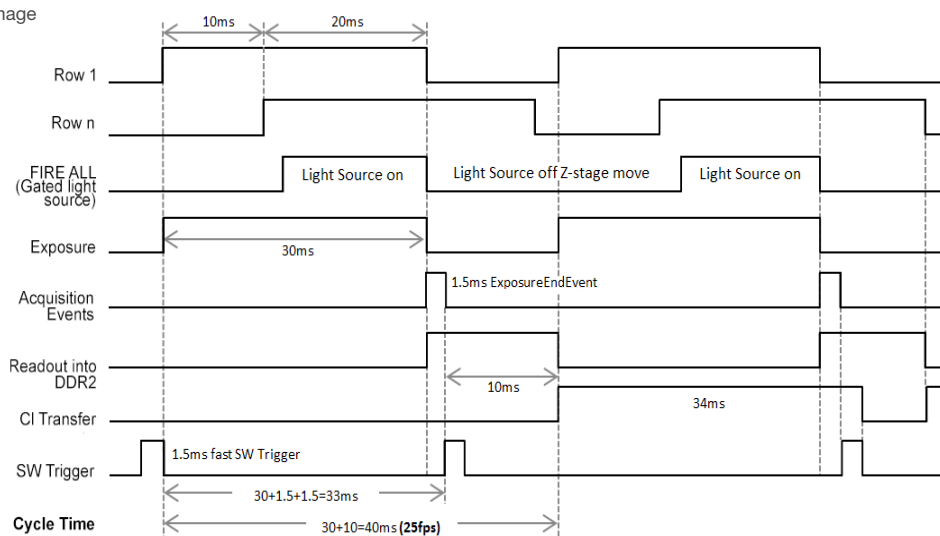 mage
10ms
20ms
Row 1
Row n
FIRE ALL
(Gated light
source)
Light Source on
Light Source off Z-stage move
Light Source on
Exposure
30ms
1.5ms ExposureEndEvent
Acquisition
Events
Readout into
DDR2
10ms
34ms
CI Transfer
1.5ms fast SW Trigger
SW Trigger
30+1.5+1.5=33ms
Cycle Time
30+10=40ms (25fps)